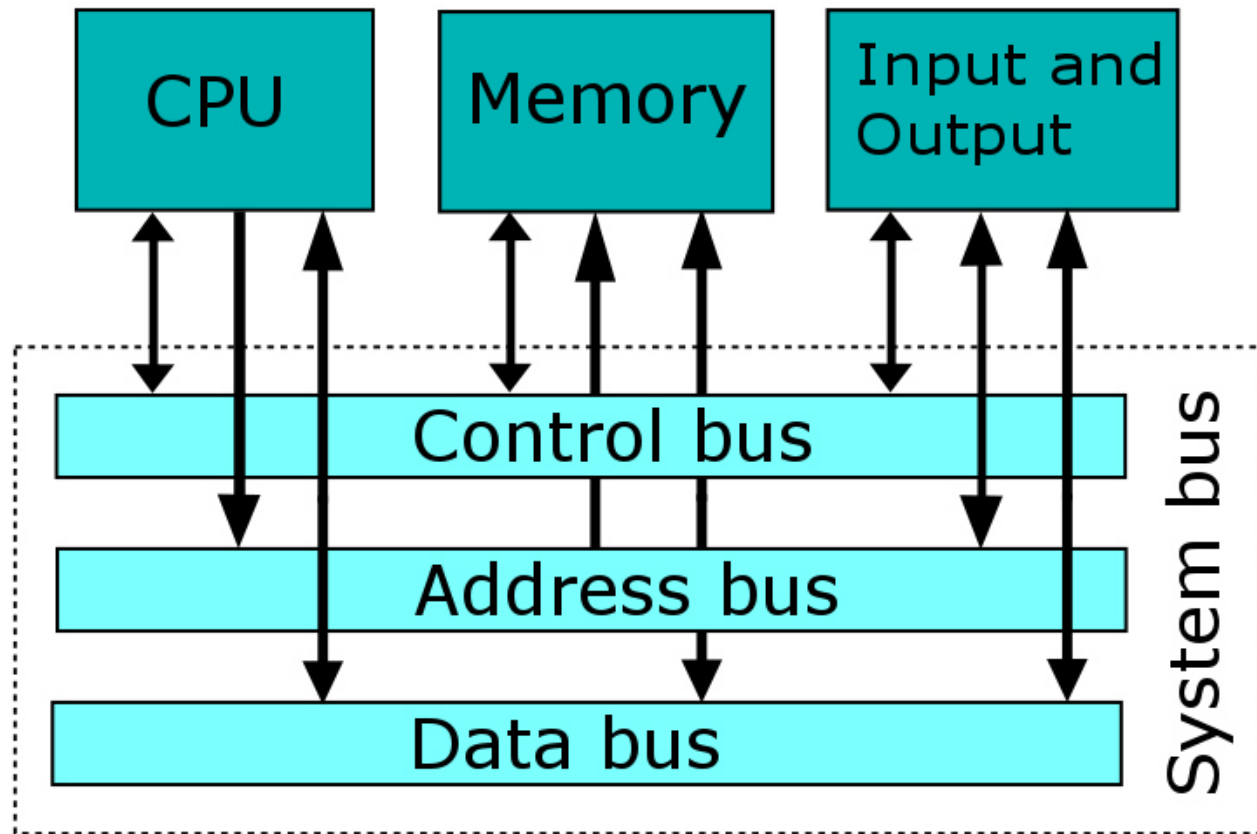 CPU
Memory
Input and
Output
Control bus
Address bus
Data bus
System bus